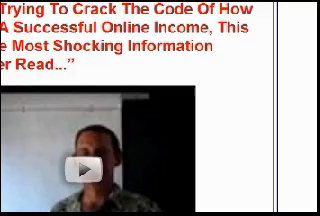 Trying To Crack The Code Of How
A Successful Online Income, This
e Most Shocking Information
er Read..."